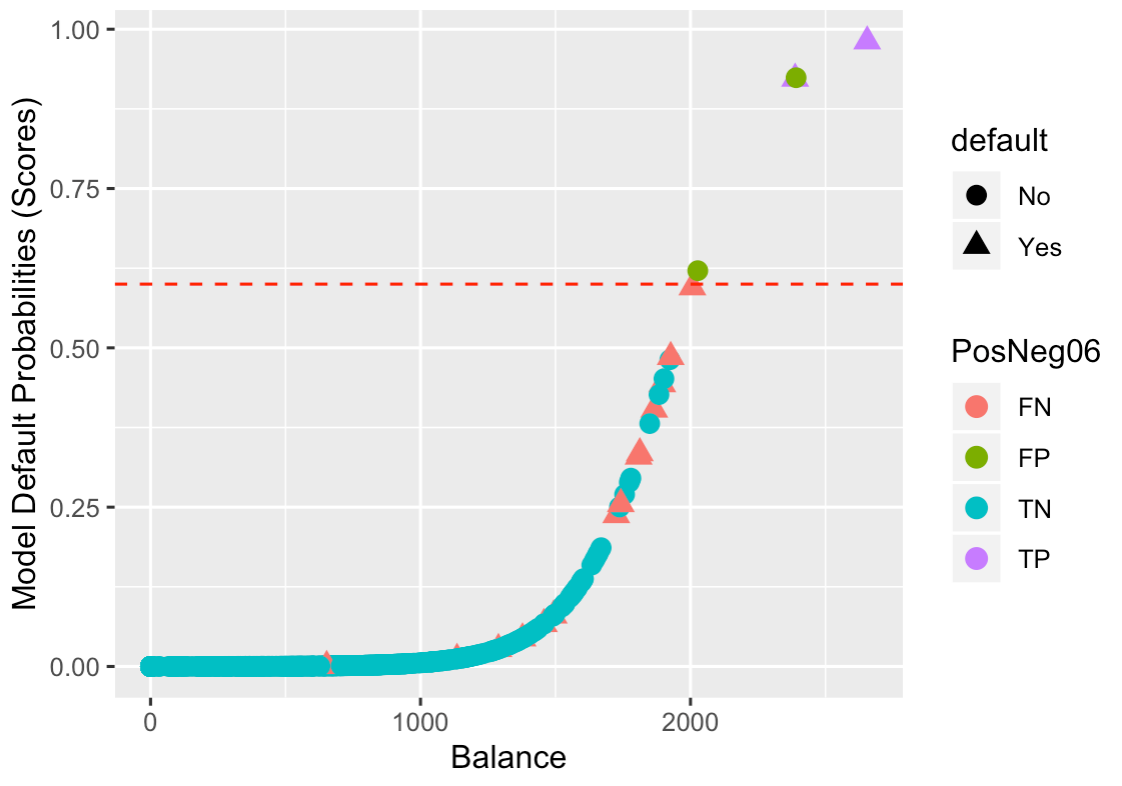 Model Default Probabilities (Scores)
1.00
0.75
0.50
0.25
0.00
0
1000
2000
Balance
default
No
Yes
PosNeg06
FN
FP
TN
TP